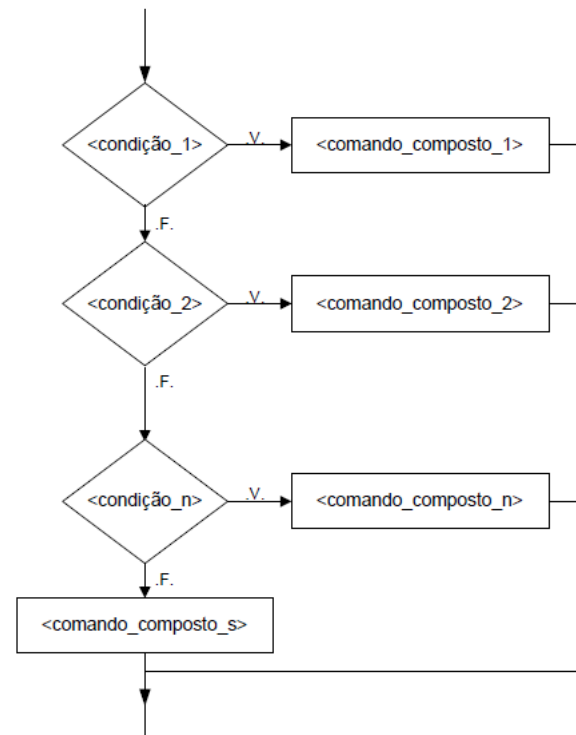 <condição_1>
.V.
<comando_composto_1>
.F.
<condição_2>
.V.
<comando_composto_2>
.F.
<condição_n>
.V.
<comando_composto_n>
.F.
<comando_composto_s>